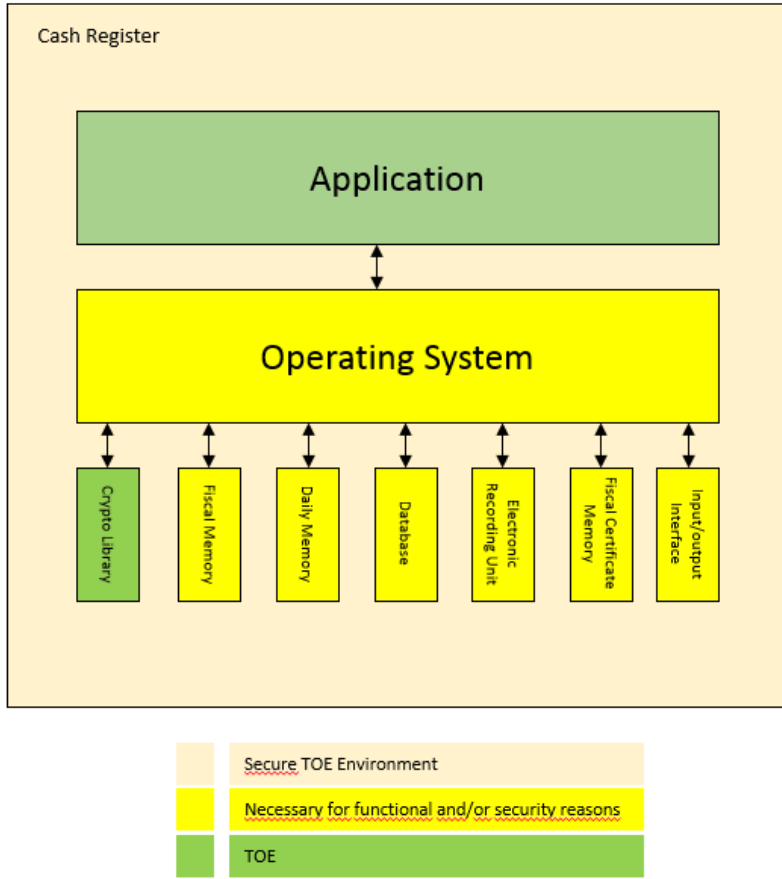 Cash Register
Application
Operating System
Crypto Library
Fiscal Memory
Daily Memory
Database
Electronic
Recording Unit
Fiscal Certificate
Memory
Input/output
Interface
Secure TOE Environment
Necessary for functional and/or security reasons
TOE